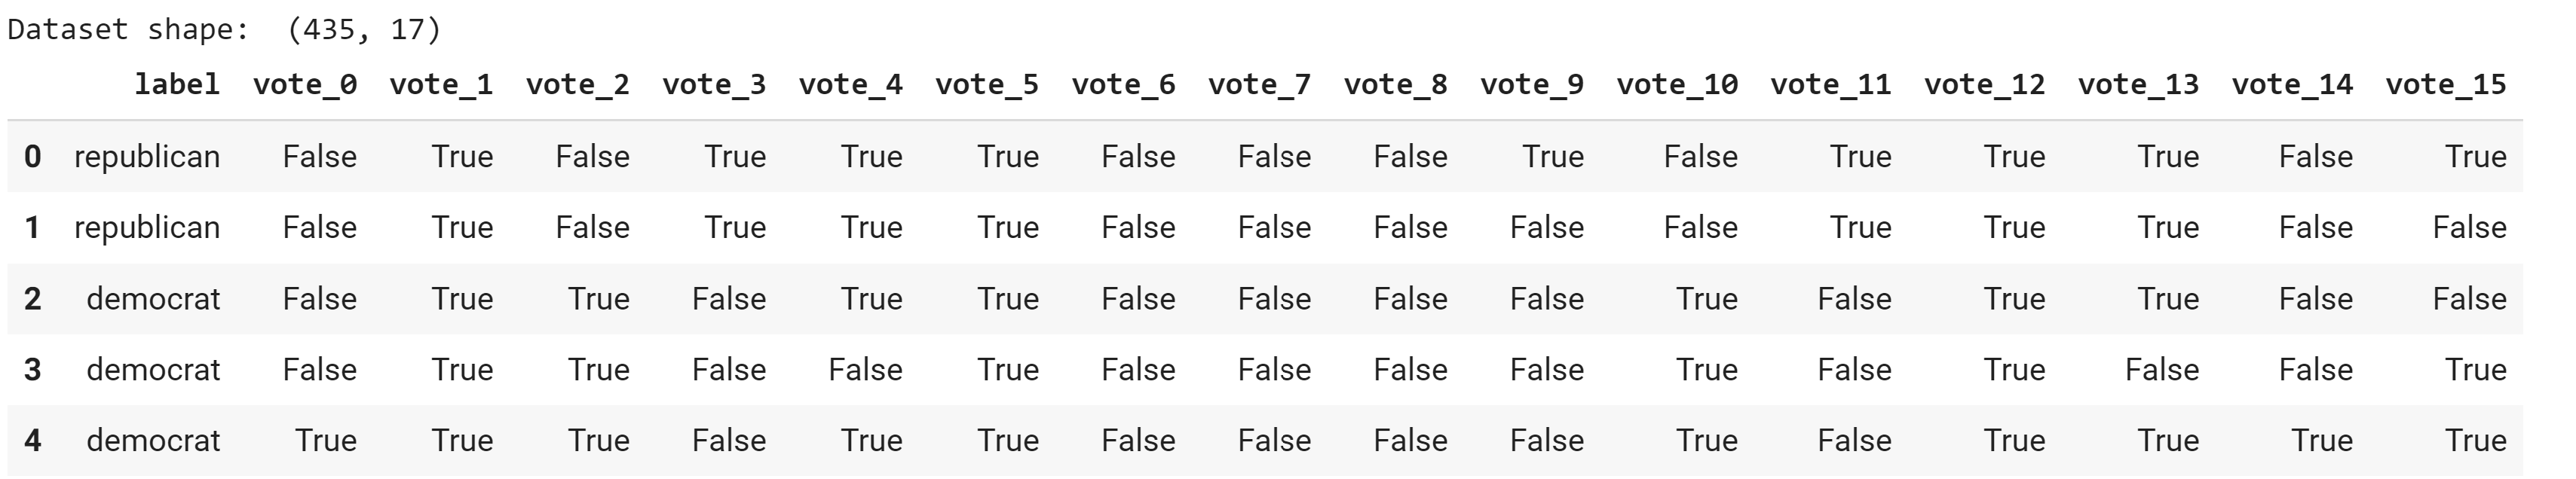 Dataset shape:  (435, 17)
label vote_0 vote_1 vote_2 vote_3 vote_4 vote_5 vote_6 vote_7 vote_8 vote_9 vote_10 vote_11 vote_12 vote_13 vote_14 vote_15
0 republican False True False True True True False False False True False True True True False True
1 republican False True False True True True False False False False False True True True False False
2 democrat False True True False True True False False False False True False True True False False
3 democrat False True True False False True False False False False True False True False False True
4 democrat True True True False True True False False False False True False True True True True